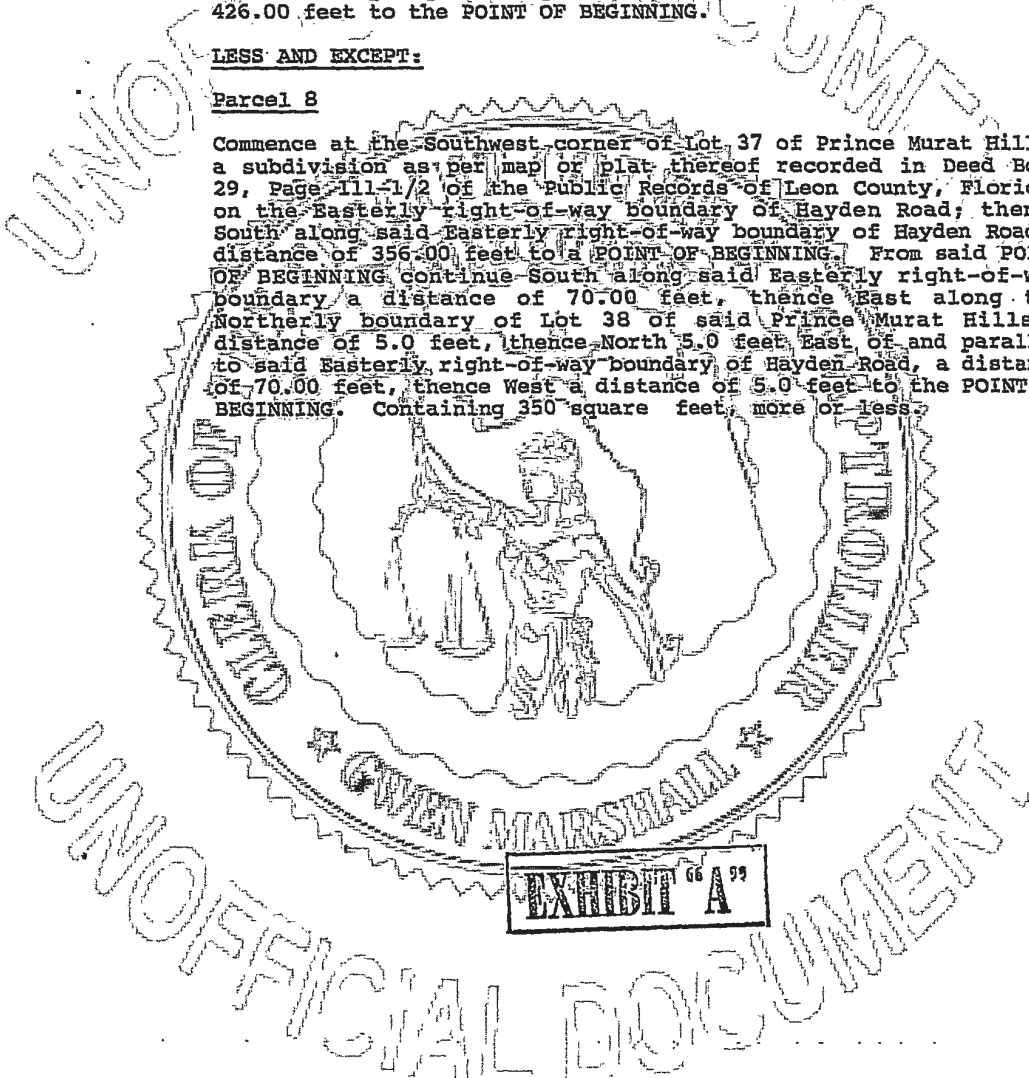 426.00 feet to the POINT OF BEGINNING.
LESS AND EXCEPT:
Parcel 8
Commence at the Southwest corner of Lot 37 of Prince Murat Hill
a subdivision as per map or plat thereof recorded in Deed Bo
29, Page 111-1/2 of the Public Records of Leon County, Florid
on the Easterly right-of-way boundary of Hayden Road; then
South along said Easterly right-of-way boundary of Hayden Road
distance of 356.00 feet to a POINT OF BEGINNING. From said POI
OF BEGINNING continue South along said Easterly right-of-w
boundary a distance of 70.00 feet, thence East along t
Northerly boundary of Lot 38 of said Prince Murat Hills
distance of 5.0 feet, thence North 5.0 feet East of and parall
to said Easterly right-of-way boundary of Hayden Road, a distan
of 70.00 feet, thence West a distance of 5.0 feet to the POINT
BEGINNING. Containing 350 square feet, more or less.
CLERK OF
GWEN MARSHALL
EXHIBIT "A"
UNOFFICIAL DOCUMENT